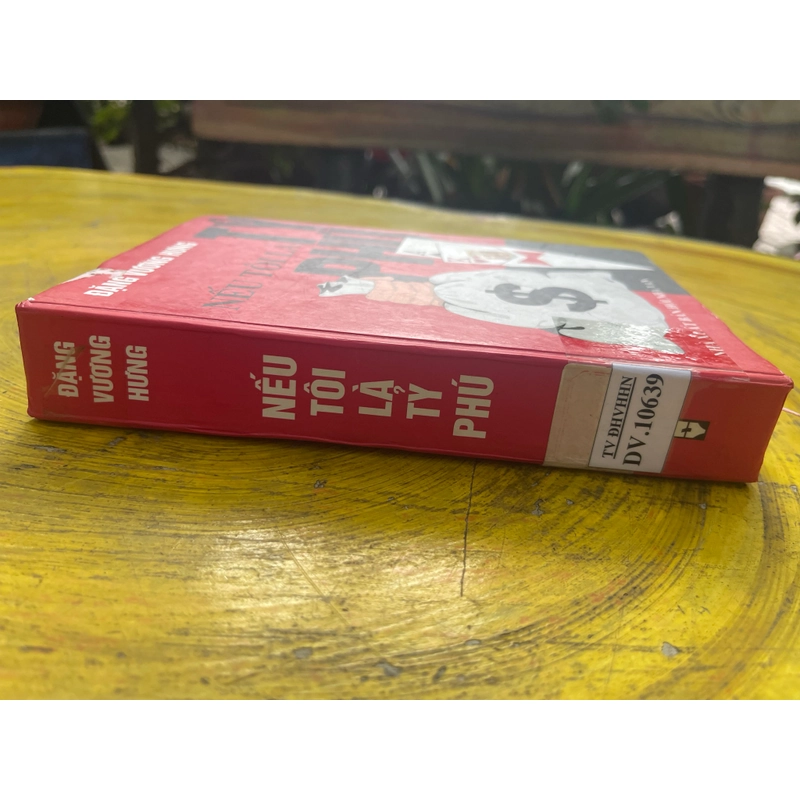 ĐẶNG
VƯƠNG
HƯNG
NẾU
TÔI
LÀ
TỶ
PHÚ
TV ĐHVHHN
DV.10639
ĐẶNG VƯƠNG HƯNG